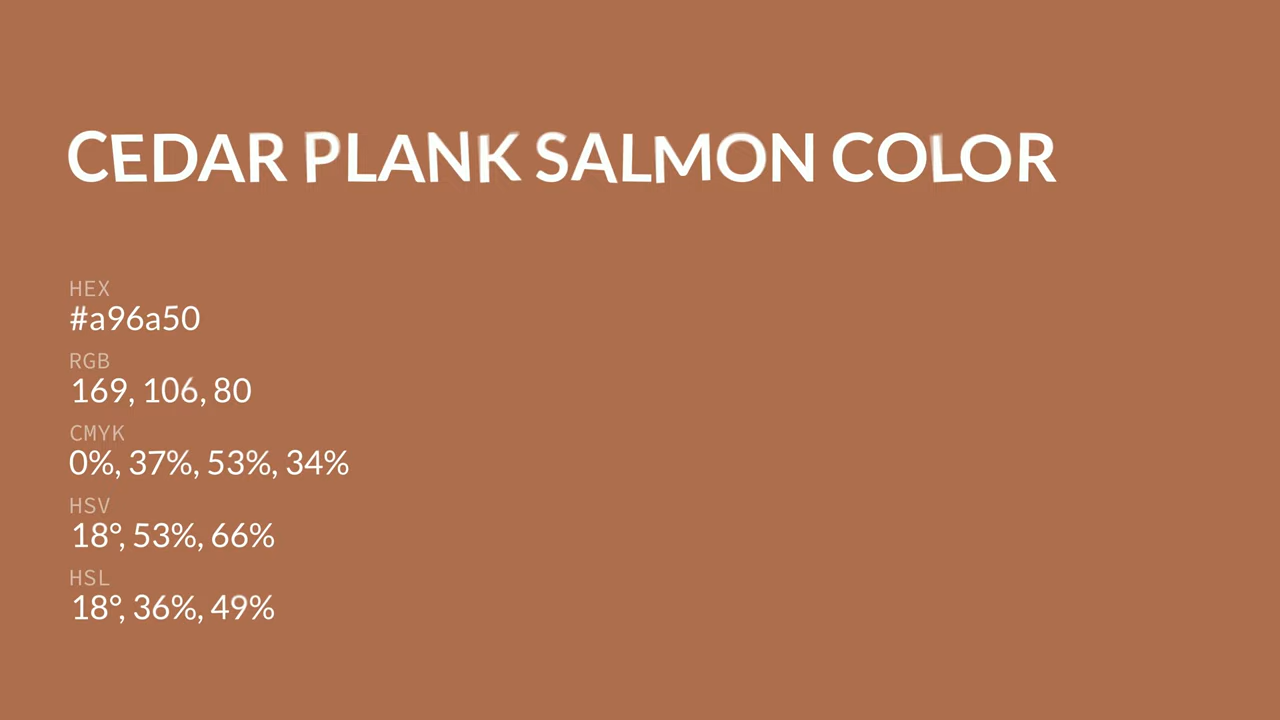 CEDAR PLANK SALMON COLOR
HEX
#a96a50
RGB
169, 106, 80
CMYK
0%, 37%, 53%, 34%
HSV
18°, 53%, 66%
HSL
18°, 36%, 49%